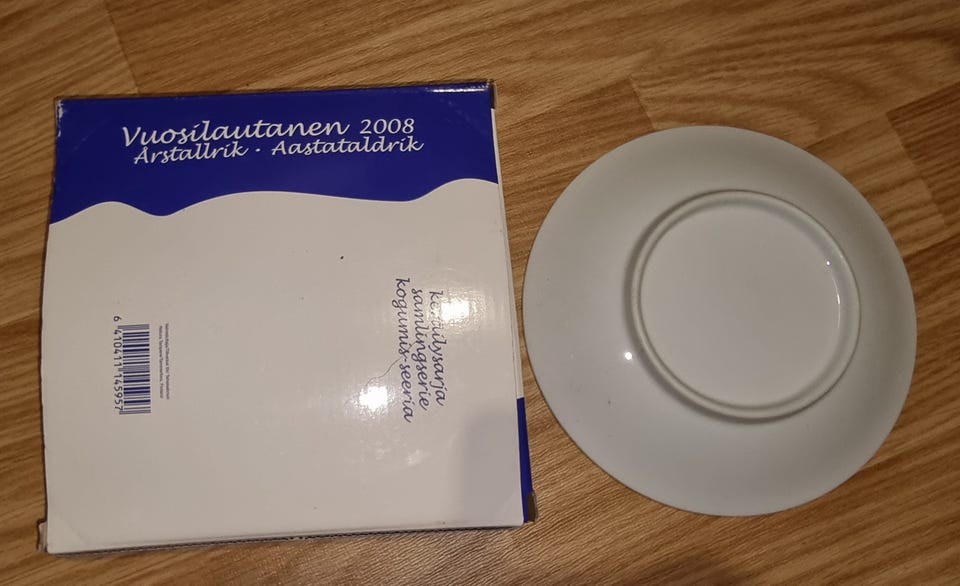 Vuosilautanen 2008
Årstallrik · Aastataldrik
keräilysarja
samlingserie
kogumis-seeria
6 410411 145957